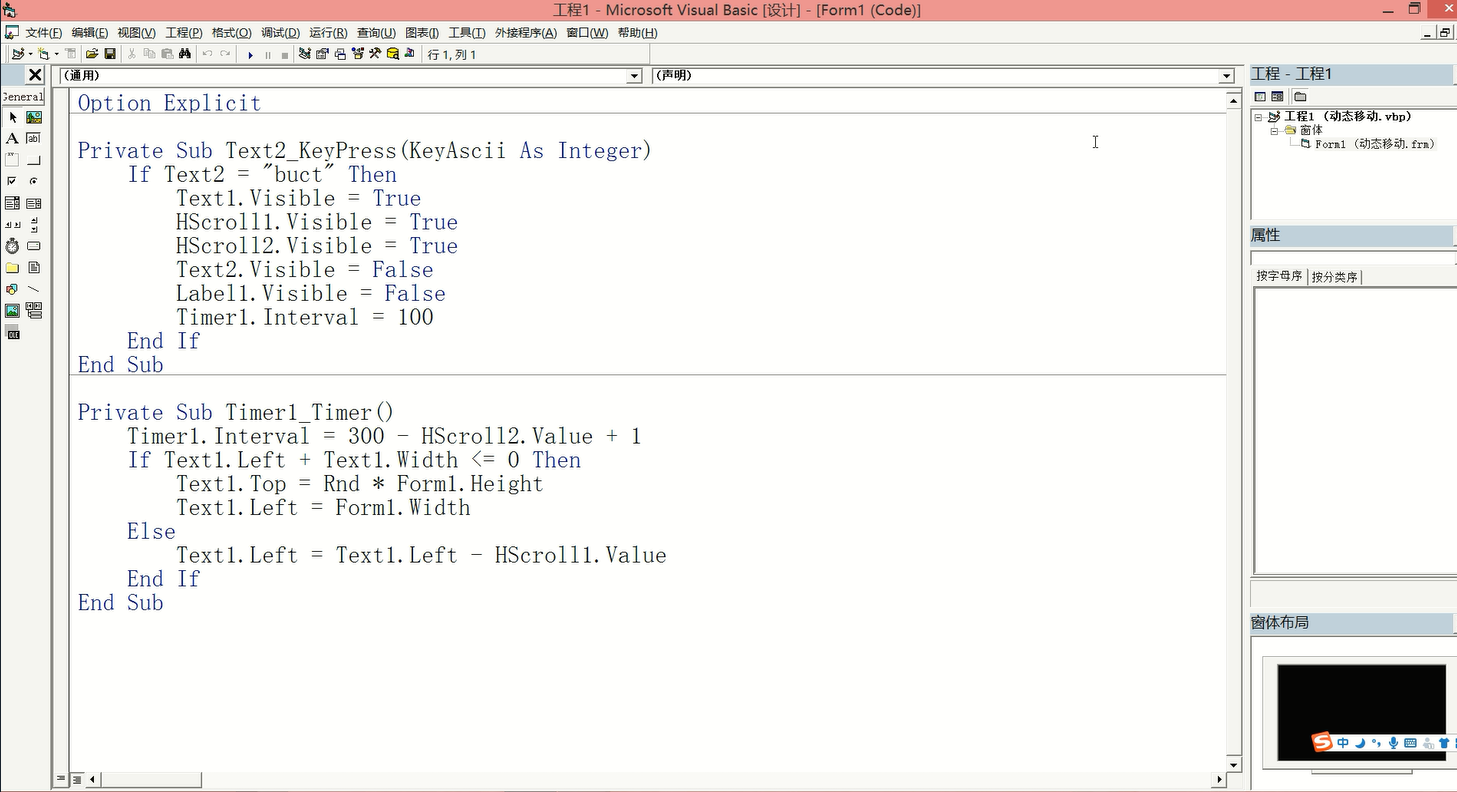 工程1 - Microsoft Visual Basic [设计] - [Form1 (Code)]
文件(F) 编辑(E) 视图(V) 工程(P) 格式(O) 调试(D) 运行(R) 查询(U) 图表(I) 工具(T) 外接程序(A) 窗口(W) 帮助(H)
行 1, 列 1
General
(通用)
(声明)
Option Explicit
Private Sub Text2_KeyPress(KeyAscii As Integer)
If Text2 = "buct" Then
Text1.Visible = True
HScroll1.Visible = True
HScroll2.Visible = True
Text2.Visible = False
Label1.Visible = False
Timer1.Interval = 100
End If
End Sub
Private Sub Timer1_Timer()
Timer1.Interval = 300 - HScroll2.Value + 1
If Text1.Left + Text1.Width <= 0 Then
Text1.Top = Rnd * Form1.Height
Text1.Left = Form1.Width
Else
Text1.Left = Text1.Left - HScroll1.Value
End If
End Sub
工程 - 工程1
工程1 (动态移动.vbp)
窗体
Form1 (动态移动.frm)
属性
按字母序 按分类序
窗体布局
中